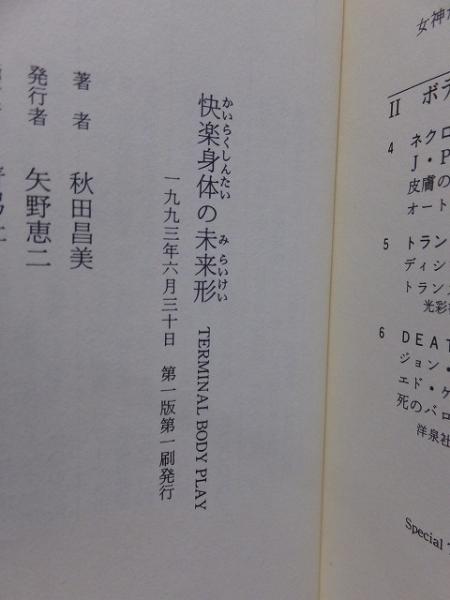 快楽身体の未来形 TERMINAL BODY PLAY
かいらくしんたい
みらいけい
一九九三年六月三十日 第一版第一刷発行
著者 秋田昌美
発行者 矢野恵二
女神
Ⅱ ボデ
4 ネクロ
J・P
皮膚の
オート
5 トラン
ディシ
トランス
光彩
6 DEAT
ジョン・
エド・ゲ
死のバロ
洋泉社
Special